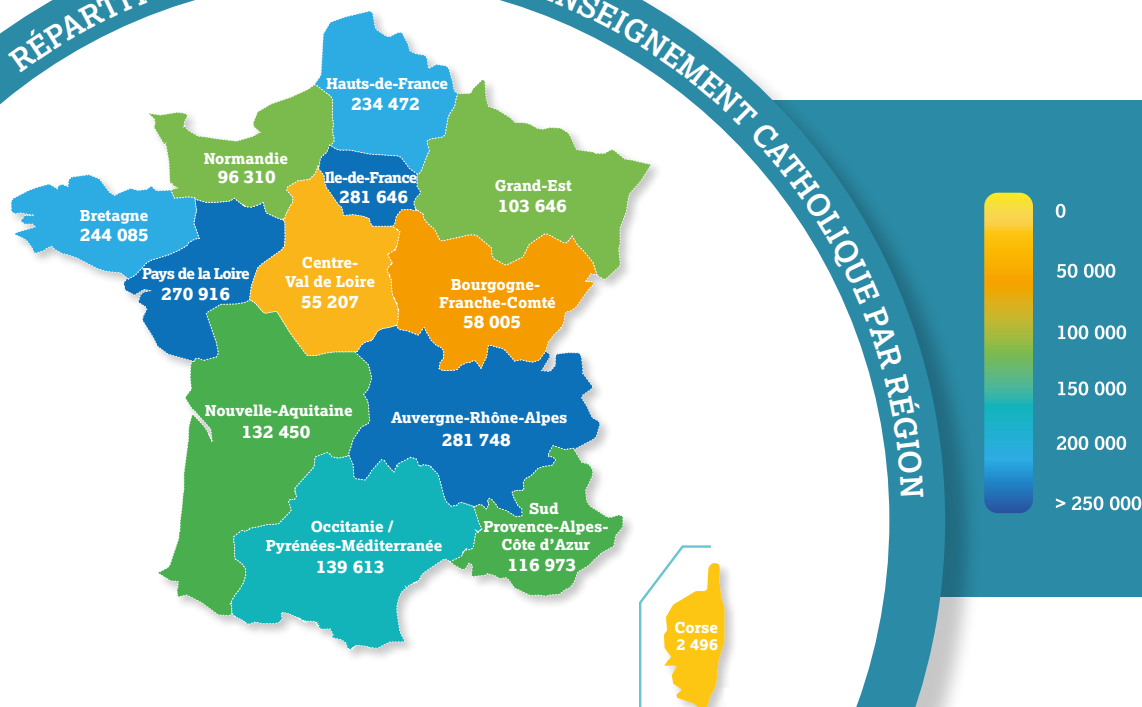 ENSEIGNEMENT CATHOLIQUE PAR RÉGION
Hauts-de-France
234 472
Normandie
96 310
Ile-de-France
281 646
Grand-Est
103 646
Bretagne
244 085
Pays de la Loire
270 916
Centre-
Val de Loire
55 207
Bourgogne-
Franche-Comté
58 005
Nouvelle-Aquitaine
132 450
Auvergne-Rhône-Alpes
281 748
Occitanie /
Pyrénées-Méditerranée
139 613
Sud
Provence-Alpes-
Côte d'Azur
116 973
Corse
2 496
0
50 000
100 000
150 000
200 000
> 250 000